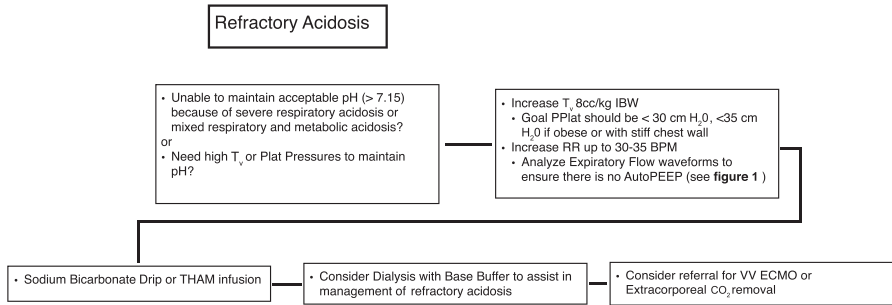 Refractory Acidosis
• Unable to maintain acceptable pH (> 7.15)
because of severe respiratory acidosis or
mixed respiratory and metabolic acidosis?
or
• Need high Tv or Plat Pressures to maintain
pH?
• Increase Tv 8cc/kg IBW
• Goal PPlat should be < 30 cm H20, <35 cm
H20 if obese or with stiff chest wall
• Increase RR up to 30-35 BPM
• Analyze Expiratory Flow waveforms to
ensure there is no AutoPEEP (see figure 1 )
• Sodium Bicarbonate Drip or THAM infusion
• Consider Dialysis with Base Buffer to assist in
management of refractory acidosis
• Consider referral for VV ECMO or
Extracorporeal CO2 removal